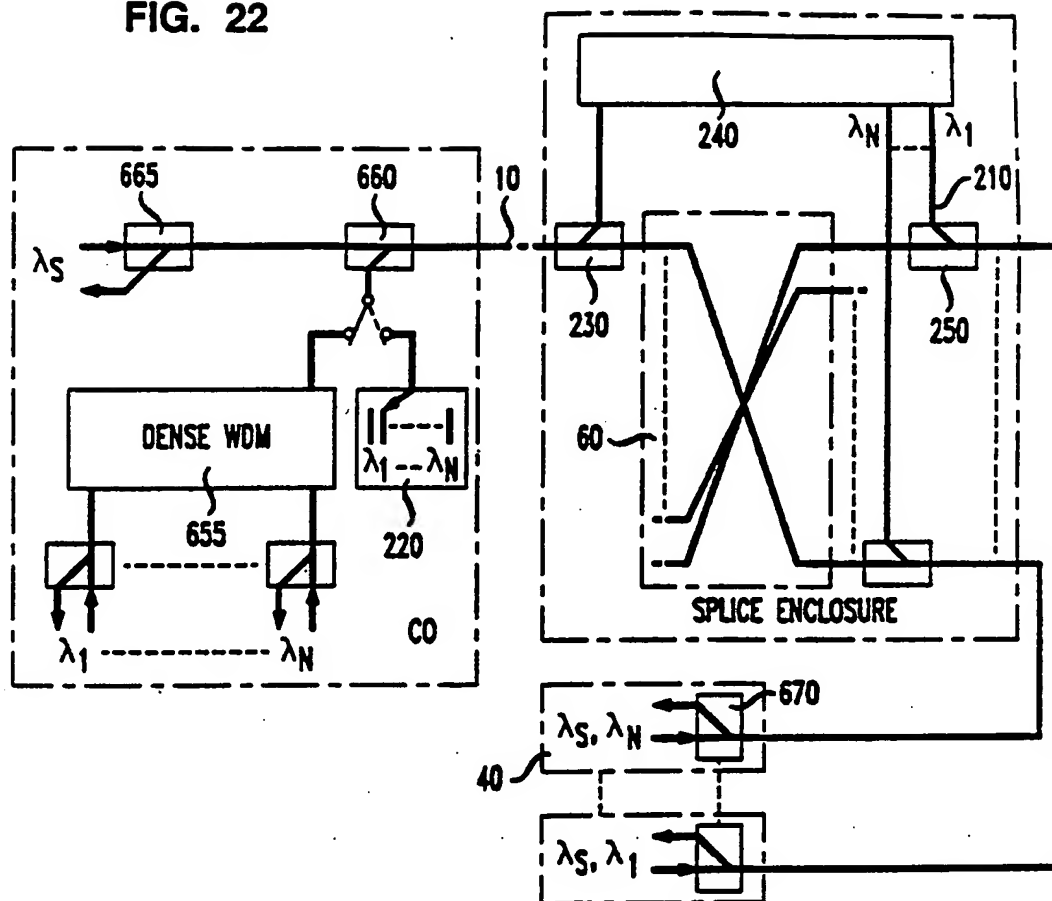 FIG. 22
240
λN
λ1
665
660
10
210
λS
230
250
60
DENSE WDM
λ1 -- λN
655
220
SPLICE ENCLOSURE
CO
λ1
λN
670
λS, λN
40
λS, λ1